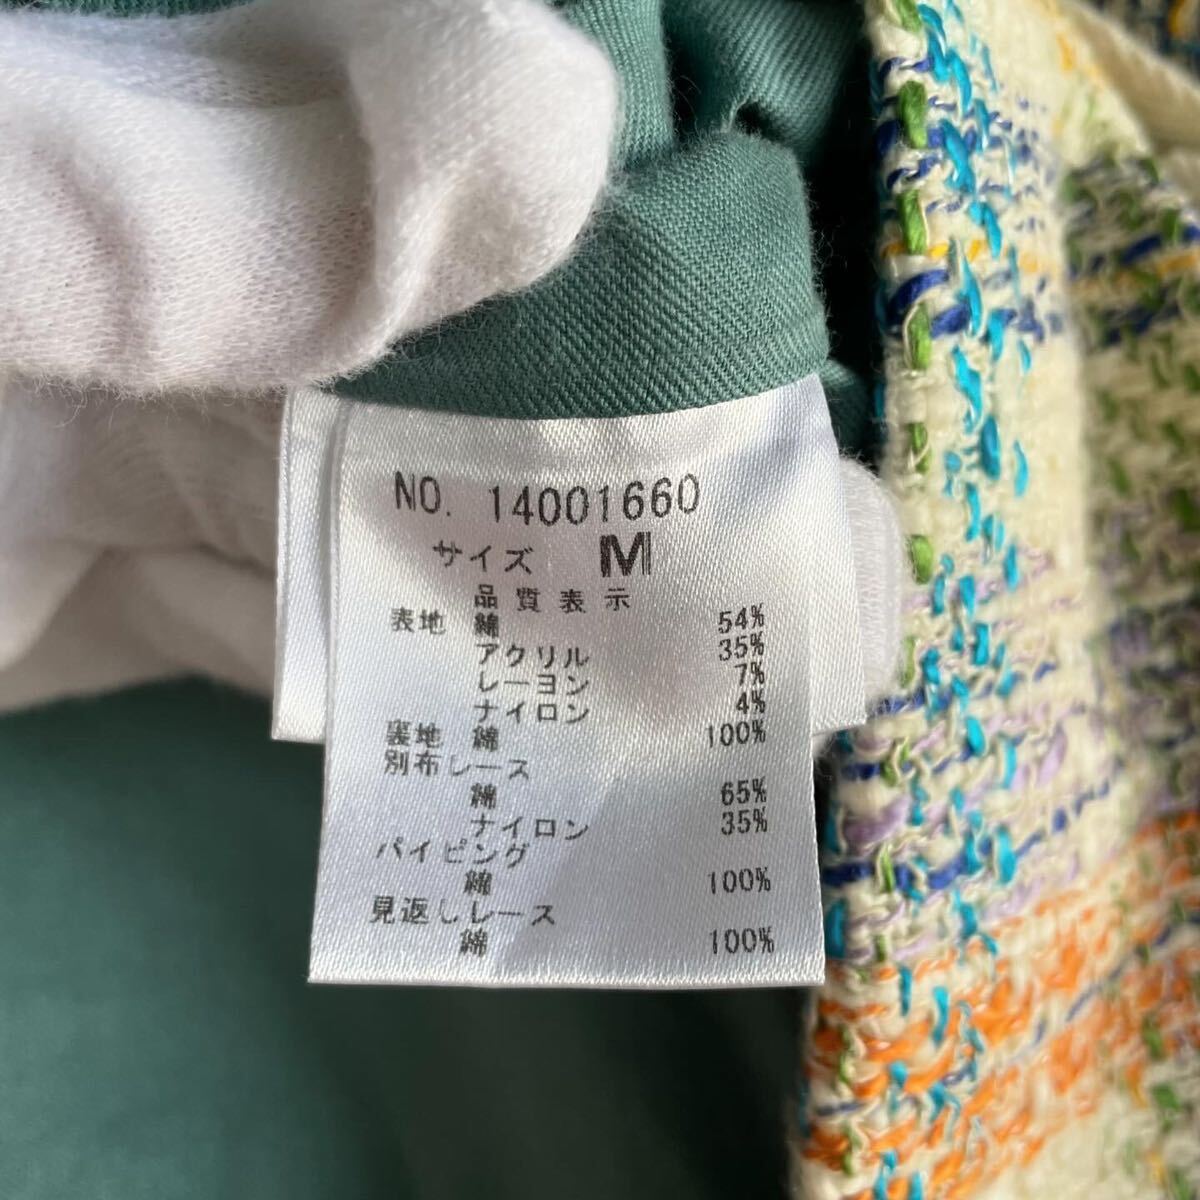 NO. 14001660
サイズ M
品質表示
表地 綿 54%
アクリル 35%
レーヨン 7%
ナイロン 4%
裏地 綿 100%
別布レース
綿 65%
ナイロン 35%
パイピング
綿 100%
見返しレース
綿 100%